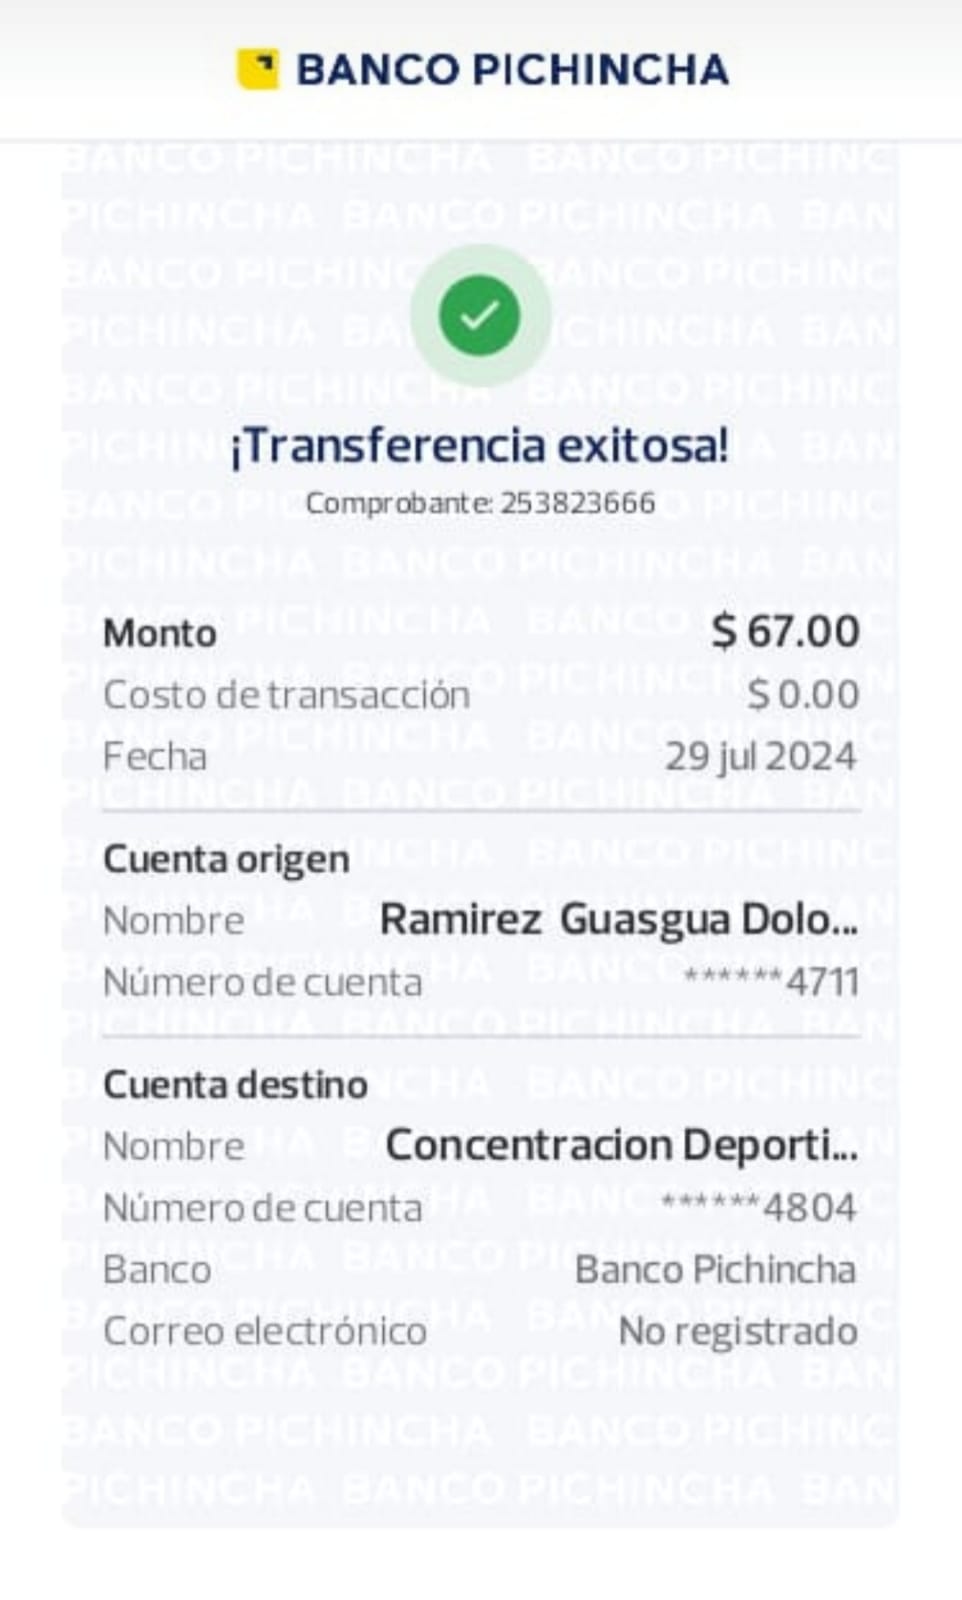 BANCO PICHINCHA
¡Transferencia exitosa!
Comprobante: 253823666
Monto $ 67.00
Costo de transacción $ 0.00
Fecha 29 jul 2024
Cuenta origen
Nombre Ramirez Guasgua Dolo...
Número de cuenta ******4711
Cuenta destino
Nombre Concentracion Deporti...
Número de cuenta ******4804
Banco Banco Pichincha
Correo electrónico No registrado